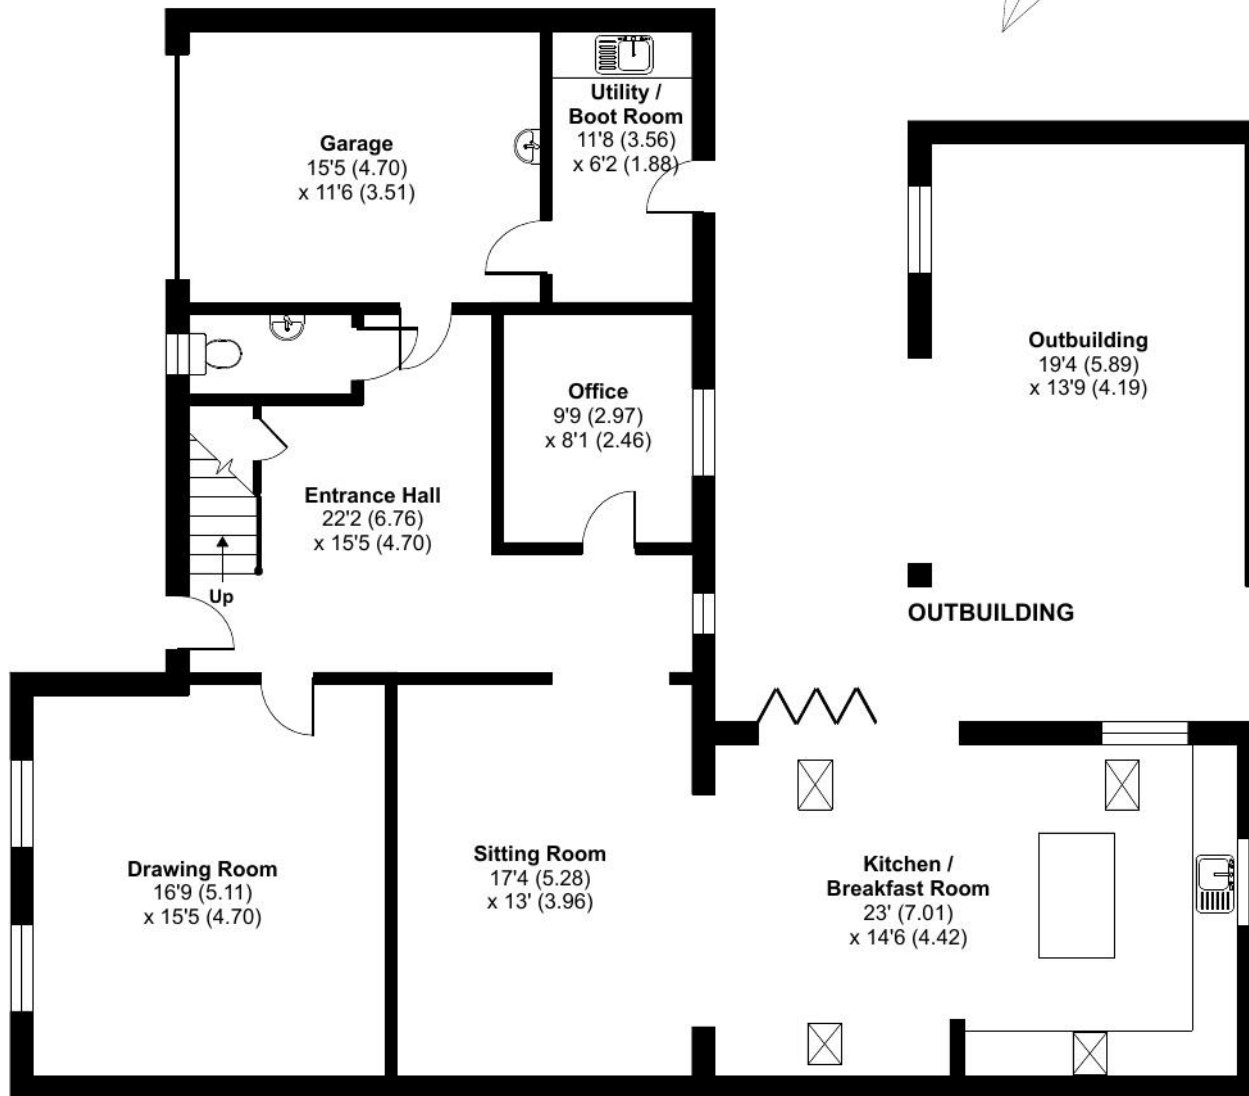 Utility /
Boot Room
11'8 (3.56)
x 6'2 (1.88)
Garage
15'5 (4.70)
x 11'6 (3.51)
Outbuilding
19'4 (5.89)
x 13'9 (4.19)
Office
9'9 (2.97)
x 8'1 (2.46)
Entrance Hall
22'2 (6.76)
x 15'5 (4.70)
Up
OUTBUILDING
Sitting Room
17'4 (5.28)
x 13' (3.96)
Kitchen /
Breakfast Room
23' (7.01)
x 14'6 (4.42)
Drawing Room
16'9 (5.11)
x 15'5 (4.70)